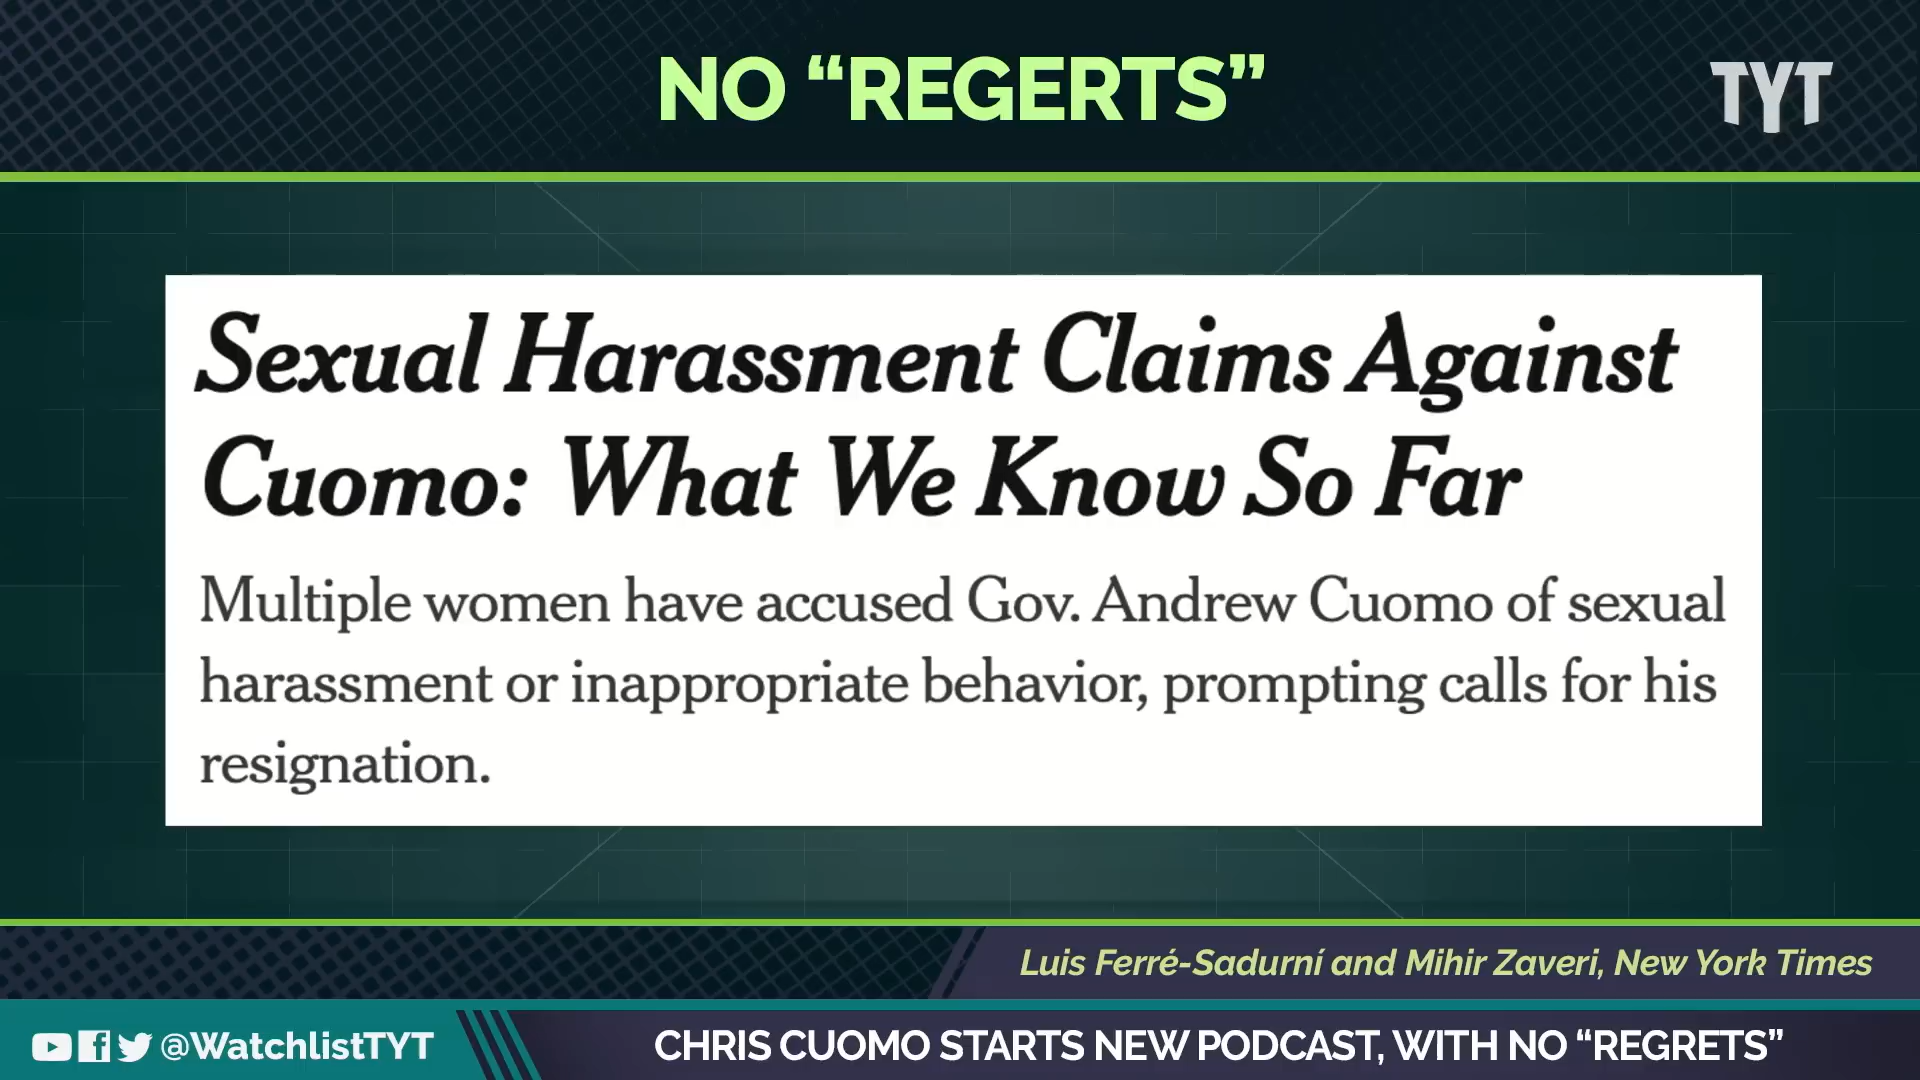 NO “REGERTS”
TYT
Sexual Harassment Claims Against
Cuomo: What We Know So Far
Multiple women have accused Gov. Andrew Cuomo of sexual
harassment or inappropriate behavior, prompting calls for his
resignation.
Luis Ferré-Sadurní and Mihir Zaveri, New York Times
@WatchlistTYT
CHRIS CUOMO STARTS NEW PODCAST, WITH NO “REGRETS”